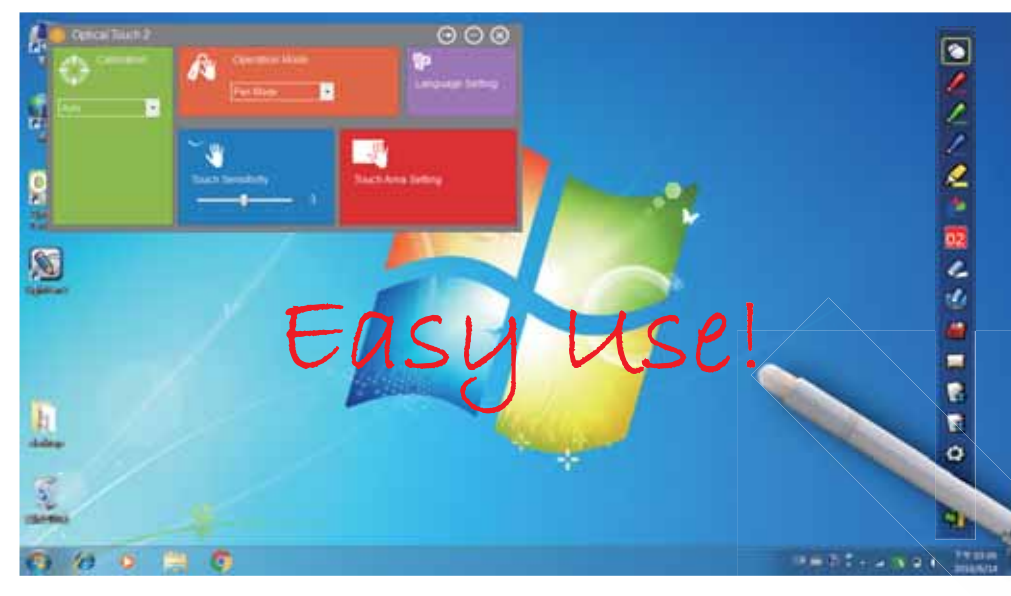 Optical Touch 2
Calibration
Auto
Operation Mode
Pen Mode
Language Setting
Touch Sensitivity
3
Touch Area Setting
02
Easy Use!